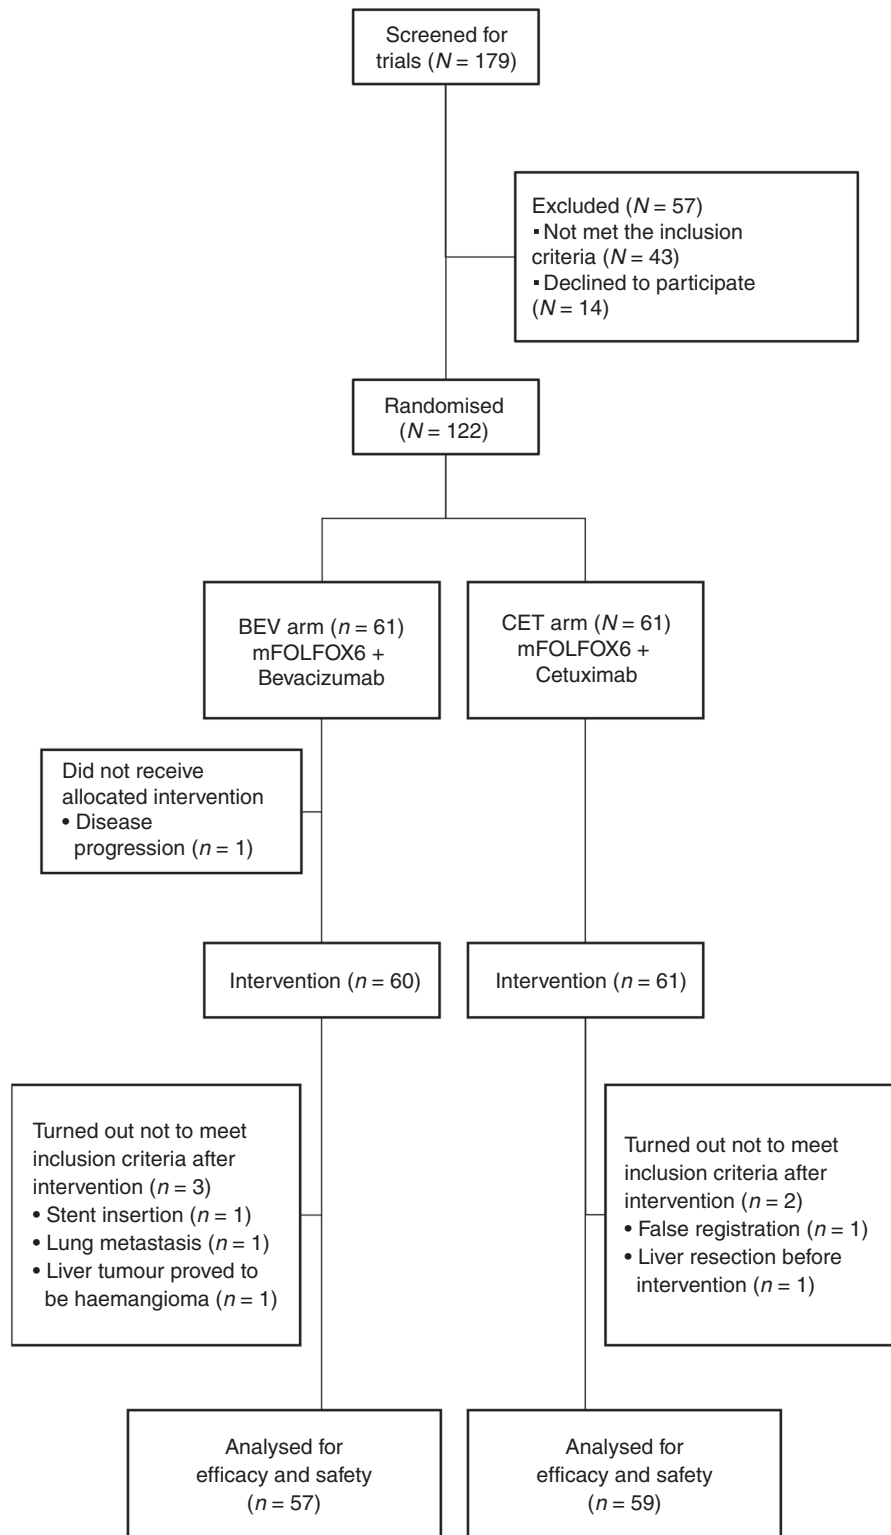 Screened for
trials (N = 179)
Excluded (N = 57)
▪ Not met the inclusion
criteria (N = 43)
▪ Declined to participate
(N = 14)
Randomised
(N = 122)
BEV arm (n = 61)
mFOLFOX6 +
Bevacizumab
CET arm (N = 61)
mFOLFOX6 +
Cetuximab
Did not receive
allocated intervention
• Disease
progression (n = 1)
Intervention (n = 60)
Intervention (n = 61)
Turned out not to meet
inclusion criteria after
intervention (n = 3)
• Stent insertion (n = 1)
• Lung metastasis (n = 1)
• Liver tumour proved to
be haemangioma (n = 1)
Turned out not to meet
inclusion criteria after
intervention (n = 2)
• False registration (n = 1)
• Liver resection before
intervention (n = 1)
Analysed for
efficacy and safety
(n = 57)
Analysed for
efficacy and safety
(n = 59)